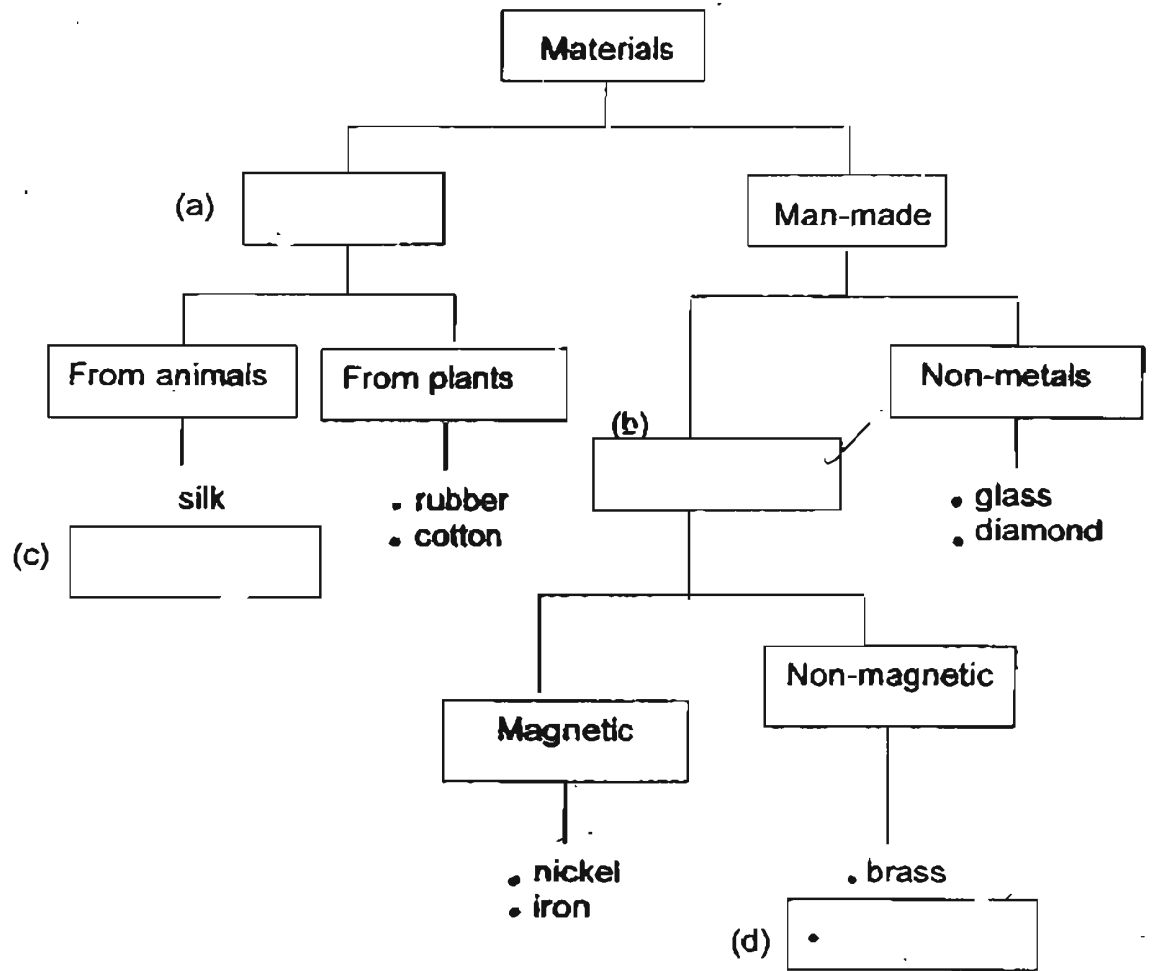 Materials
(a)
Man-made
From animals
From plants
Non-metals
(b)
silk
• rubber
• cotton
• glass
• diamond
(c)
Non-magnetic
Magnetic
• nickel
• iron
• brass
(d) •